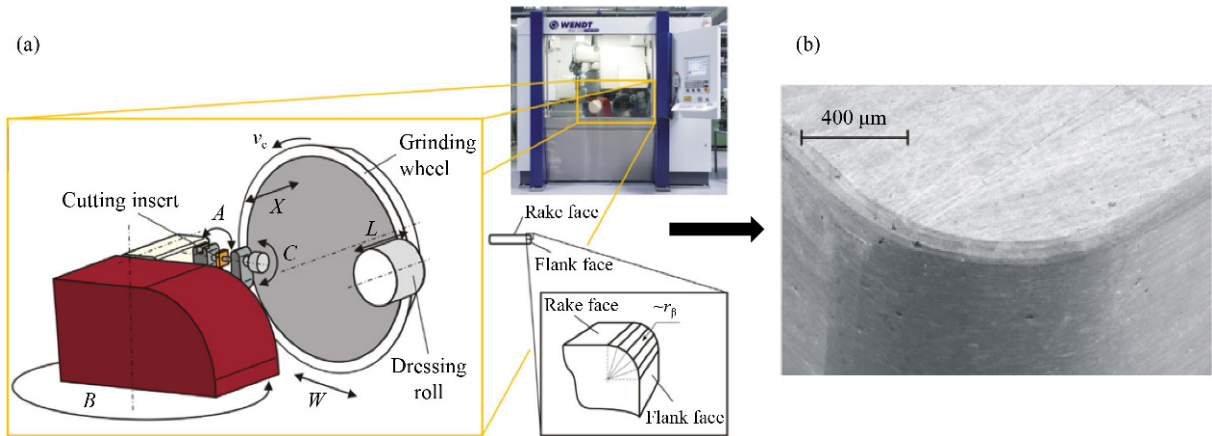 (a)
WENDT
(b)
400 μm
v_c
Grinding
wheel
Cutting insert
A
X
C
L
Rake face
Flank face
Dressing
roll
B
W
Rake face
~r_β
Flank face